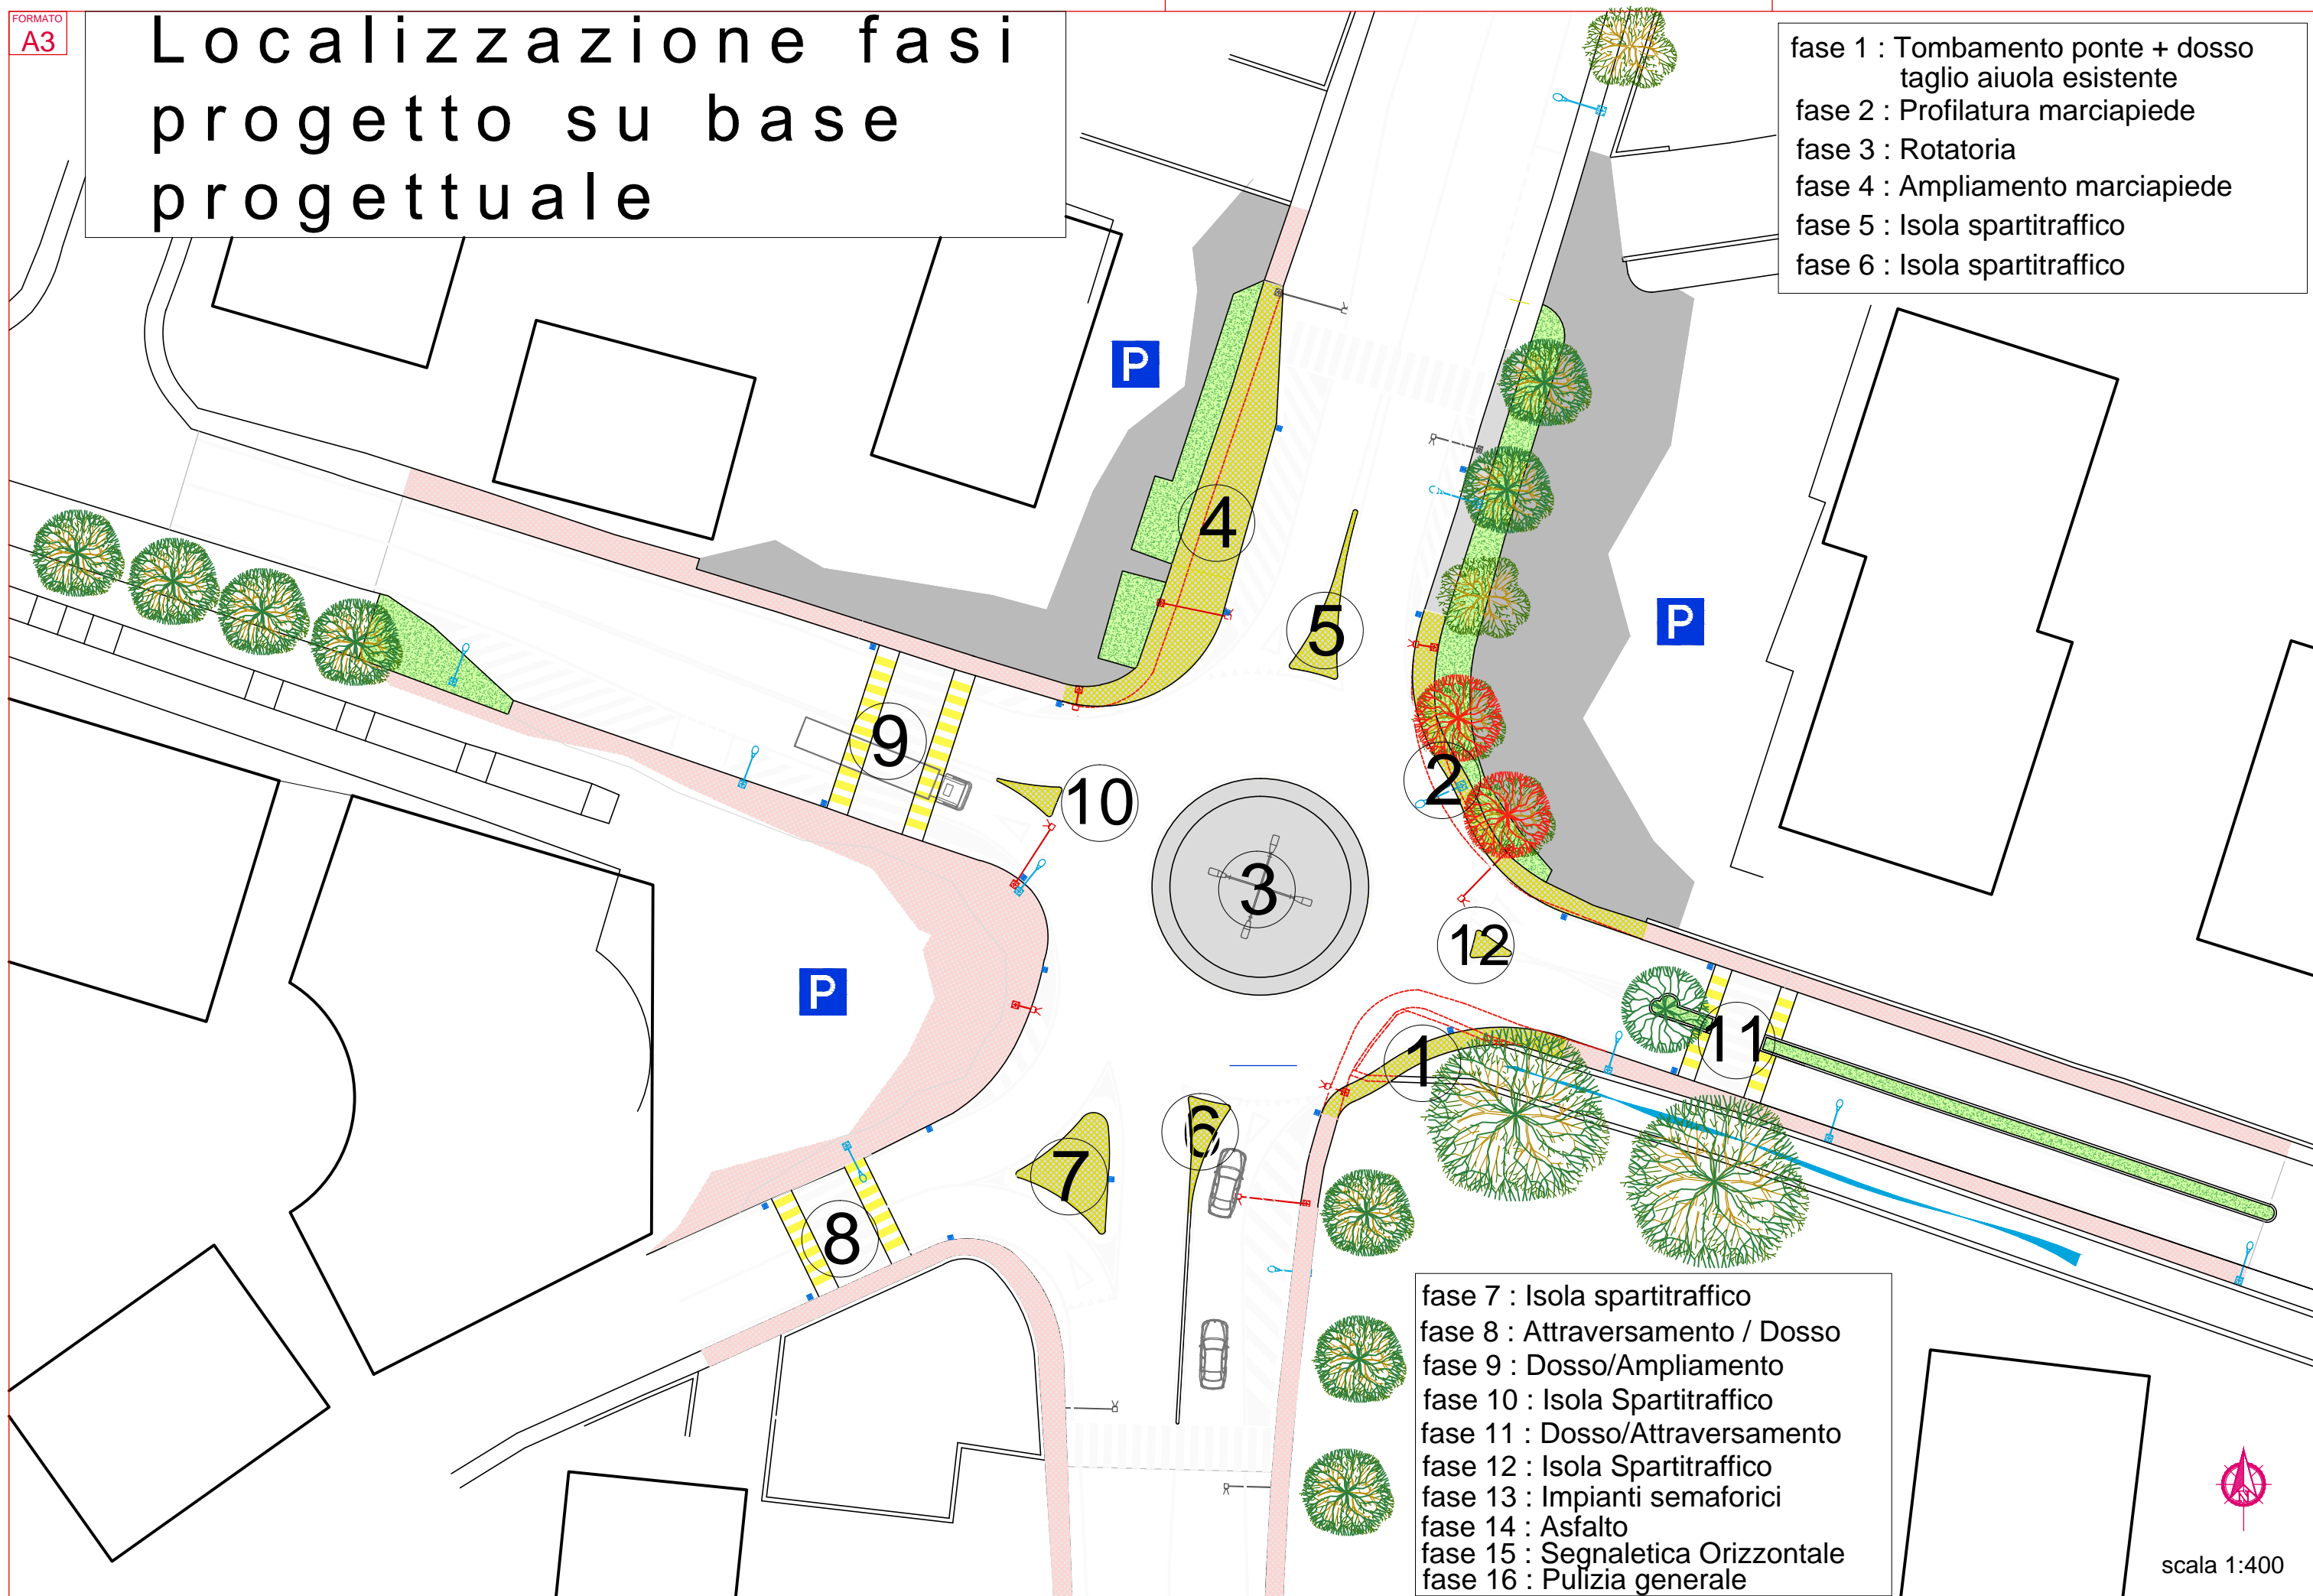 FORMATO
A3
Localizzazione fasi
progetto su base
progettuale
fase 1 : Tombamento ponte + dosso
taglio aiuola esistente
fase 2 : Profilatura marciapiede
fase 3 : Rotatoria
fase 4 : Ampliamento marciapiede
fase 5 : Isola spartitraffico
fase 6 : Isola spartitraffico
P
4
5
P
9
10
2
3
12
P
11
1
6
7
8
fase 7 : Isola spartitraffico
fase 8 : Attraversamento / Dosso
fase 9 : Dosso/Ampliamento
fase 10 : Isola Spartitraffico
fase 11 : Dosso/Attraversamento
fase 12 : Isola Spartitraffico
fase 13 : Impianti semaforici
fase 14 : Asfalto
fase 15 : Segnaletica Orizzontale
fase 16 : Pulizia generale
N
scala 1:400